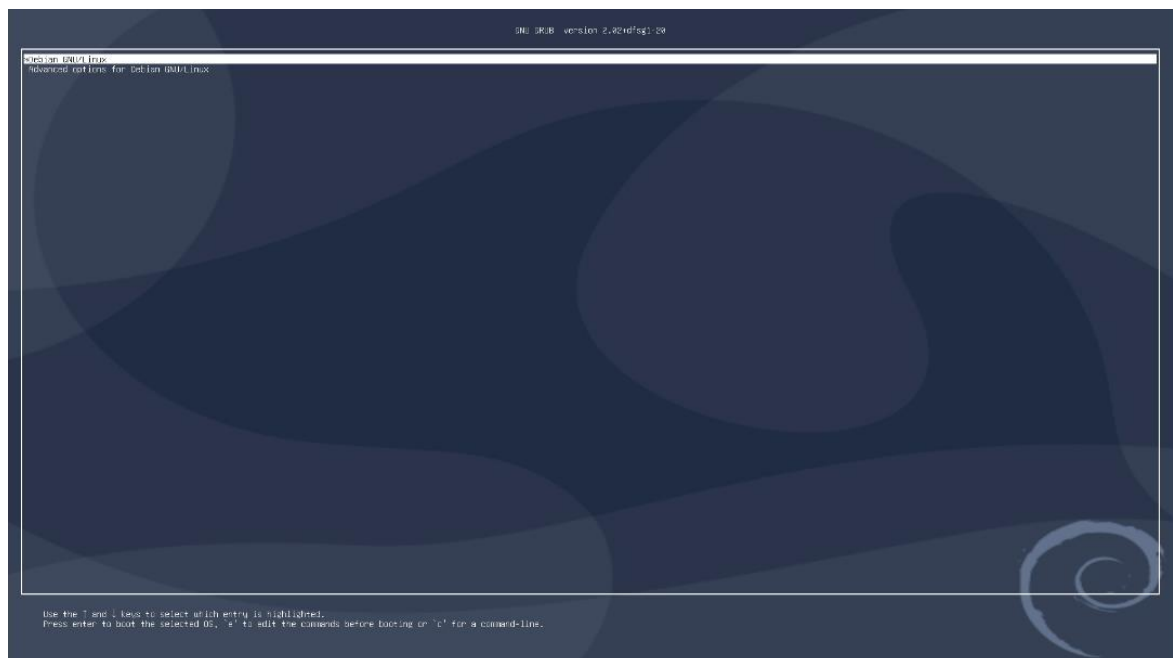 GNU GRUB  version 2.02+dfsg1-20
*Debian GNU/Linux
Advanced options for Debian GNU/Linux
Use the ↑ and ↓ keys to select which entry is highlighted.
Press enter to boot the selected OS, `e' to edit the commands before booting or `c' for a command-line.